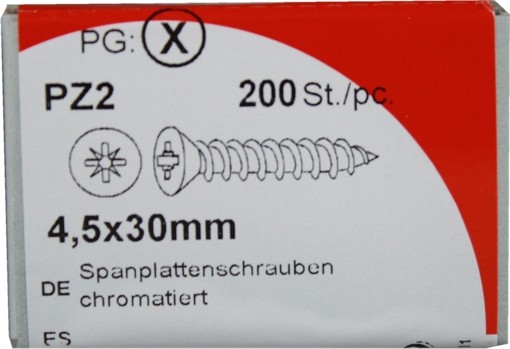 PG: X
PZ2 200 St./pc.
4,5x30mm
DE Spanplattenschrauben
chromatiert
ES